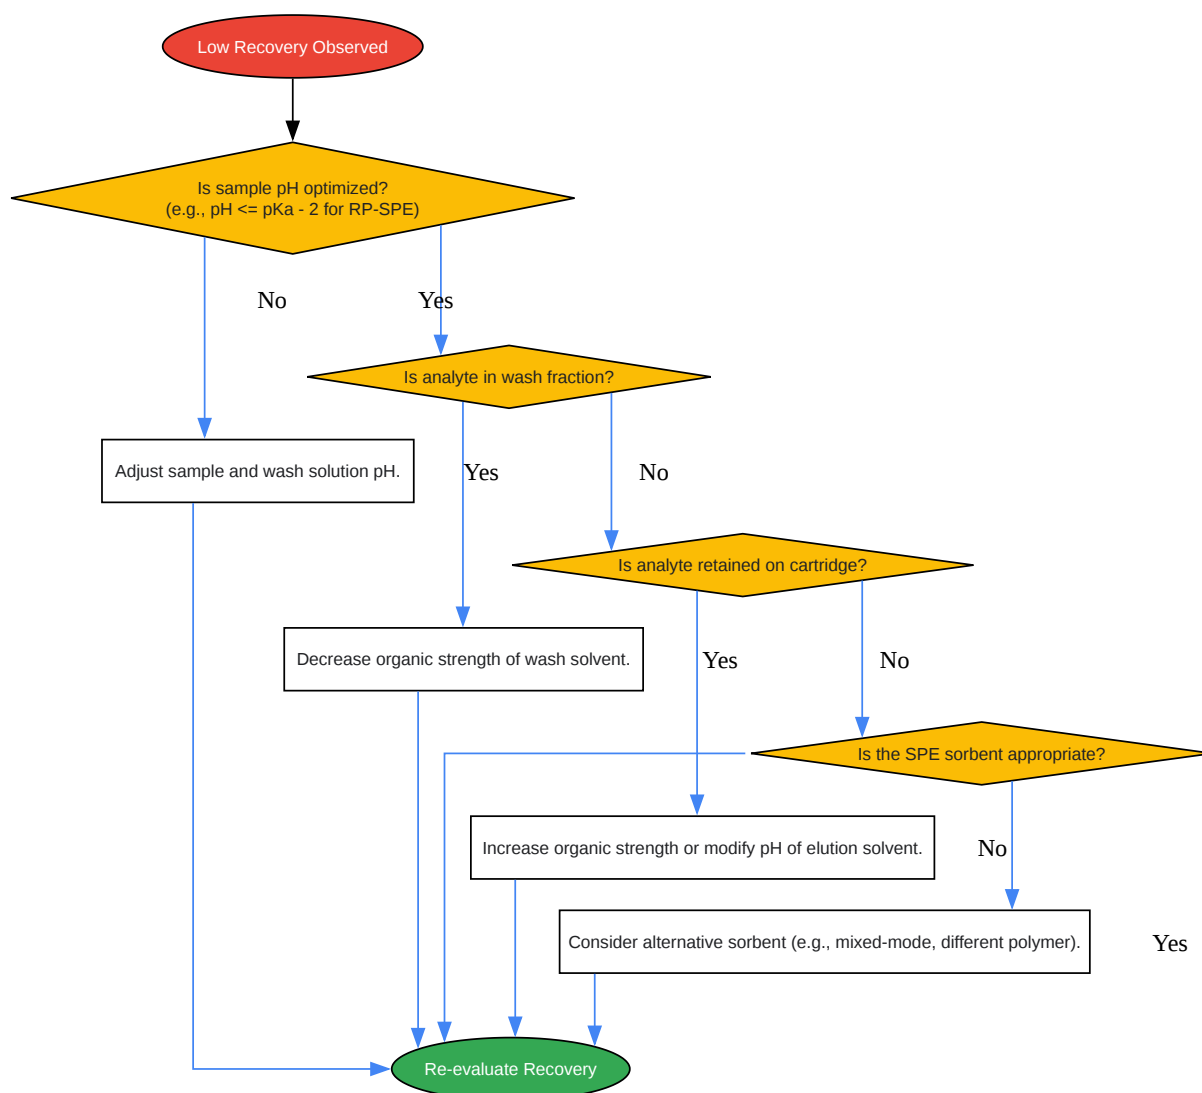 Low Recovery Observed
Is sample pH optimized?
(e.g., pH <= pKa - 2 for RP-SPE)
No
Yes
Is analyte in wash fraction?
Adjust sample and wash solution pH.
Yes
No
Is analyte retained on cartridge?
Decrease organic strength of wash solvent.
Yes
No
Is the SPE sorbent appropriate?
Increase organic strength or modify pH of elution solvent.
No
Consider alternative sorbent (e.g., mixed-mode, different polymer).
Yes
Re-evaluate Recovery